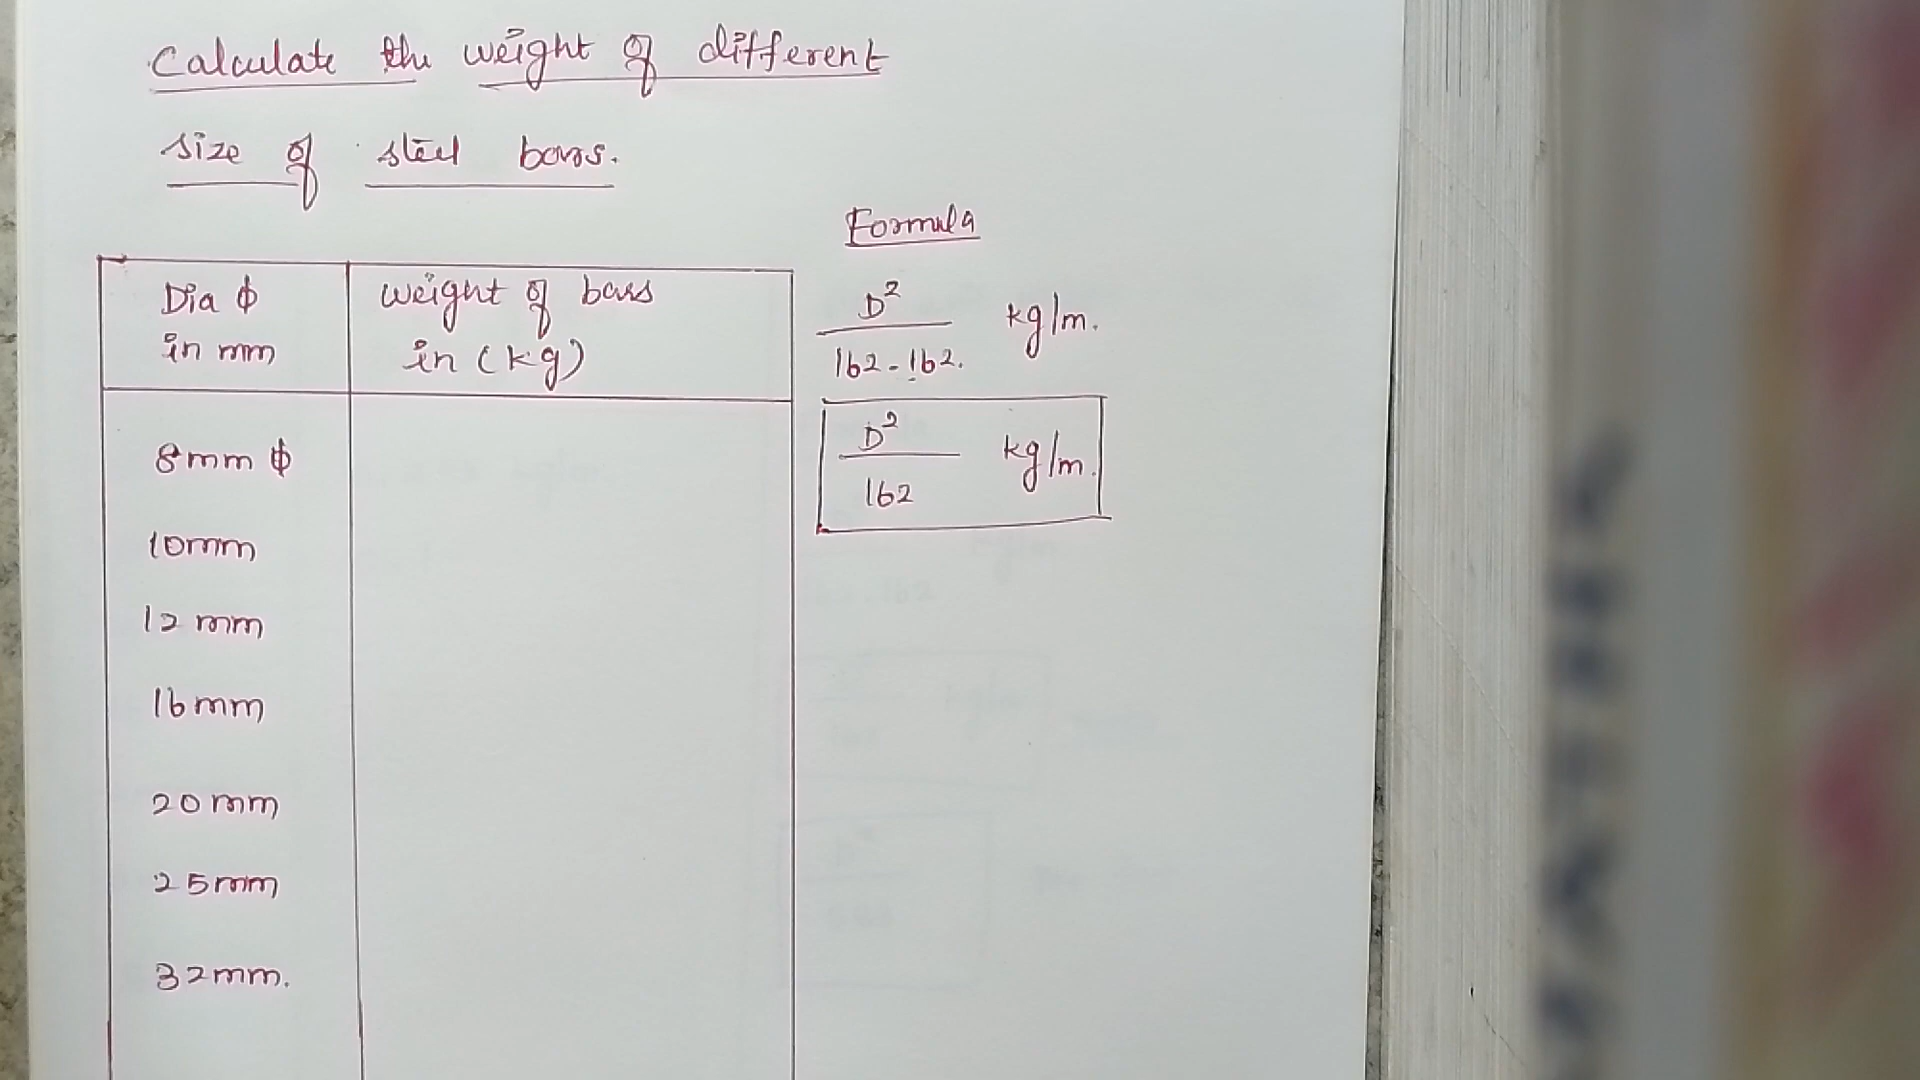 Calculate the weight of different
size of steel bars.
Formula
Dia ϕ
in mm
weight of bars
in (kg)
D²
162-162.
kg/m.
D²
162
kg/m.
8mm ϕ
10mm
12 mm
16mm
20mm
25mm
32mm.